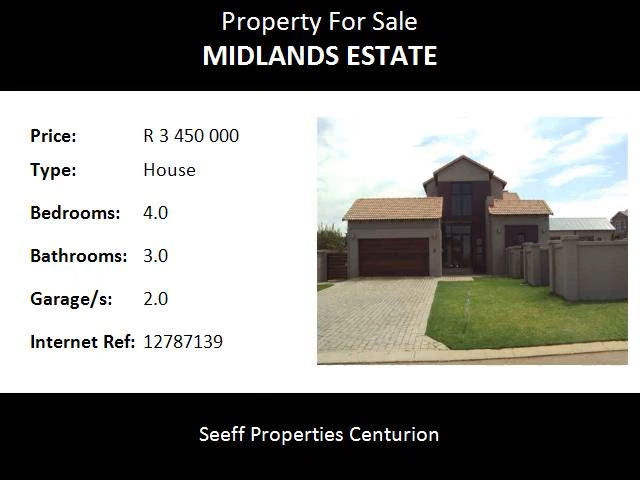 Property For Sale
MIDLANDS ESTATE
Price: R 3 450 000
Type: House
Bedrooms: 4.0
Bathrooms: 3.0
Garage/s: 2.0
Internet Ref: 12787139
Seeff Properties Centurion